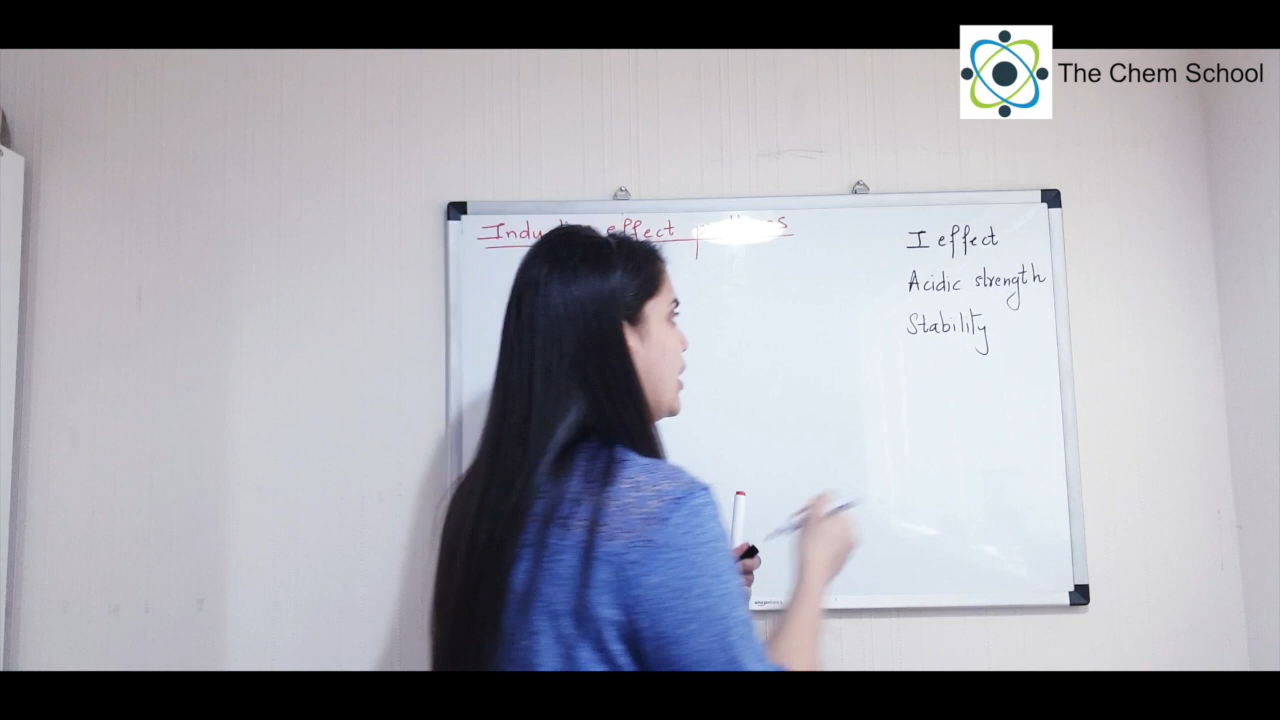 The Chem School
effect
I effect
Acidic strength
Stability